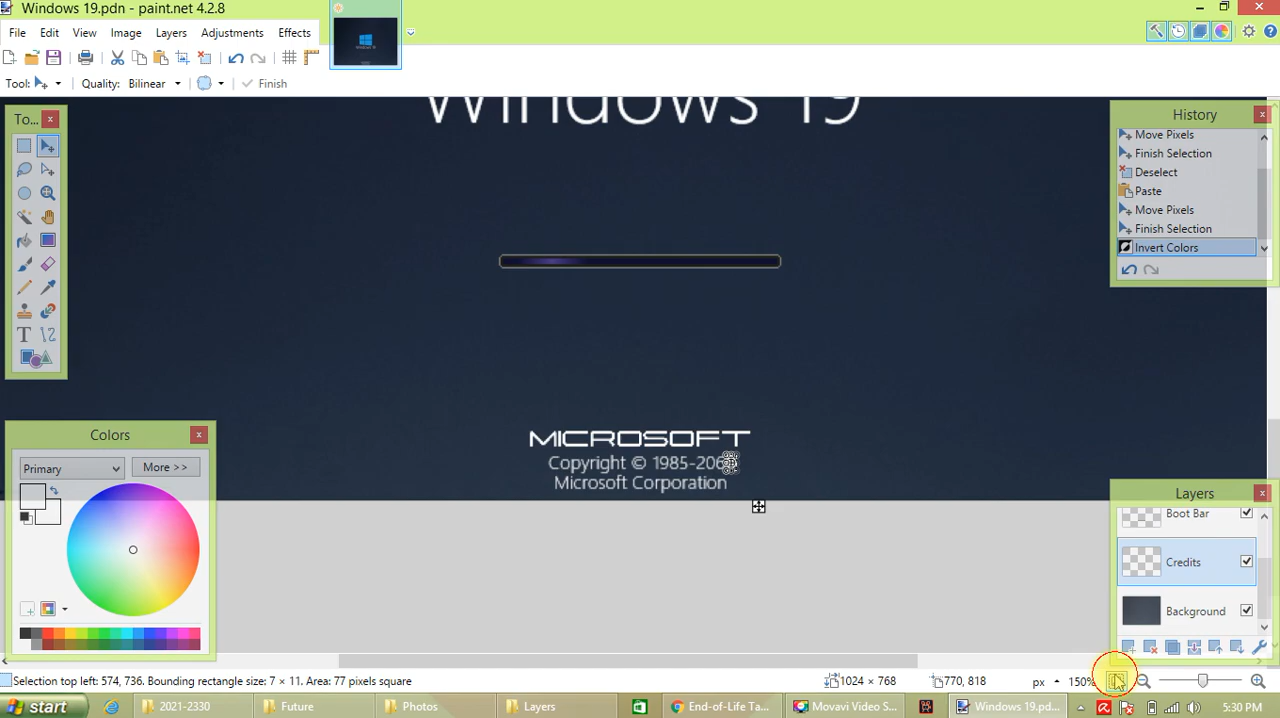 Windows 19.pdn - paint.net 4.2.8
File Edit View Image Layers Adjustments Effects
Tool: Quality: Bilinear Finish
Windows 19
To...
History
Move Pixels
Finish Selection
Deselect
Paste
Move Pixels
Finish Selection
Invert Colors
MICROSOFT
Copyright © 1985-206
Microsoft Corporation
Colors
Primary
More >>
Layers
Boot Bar
Credits
Background
Selection top left: 574, 736. Bounding rectangle size: 7 × 11. Area: 77 pixels square
1024 × 768
770, 818
px
150%
start
2021-2330
Future
Photos
Layers
End-of-Life Ta...
Movavi Video S...
Windows 19.pd...
5:30 PM